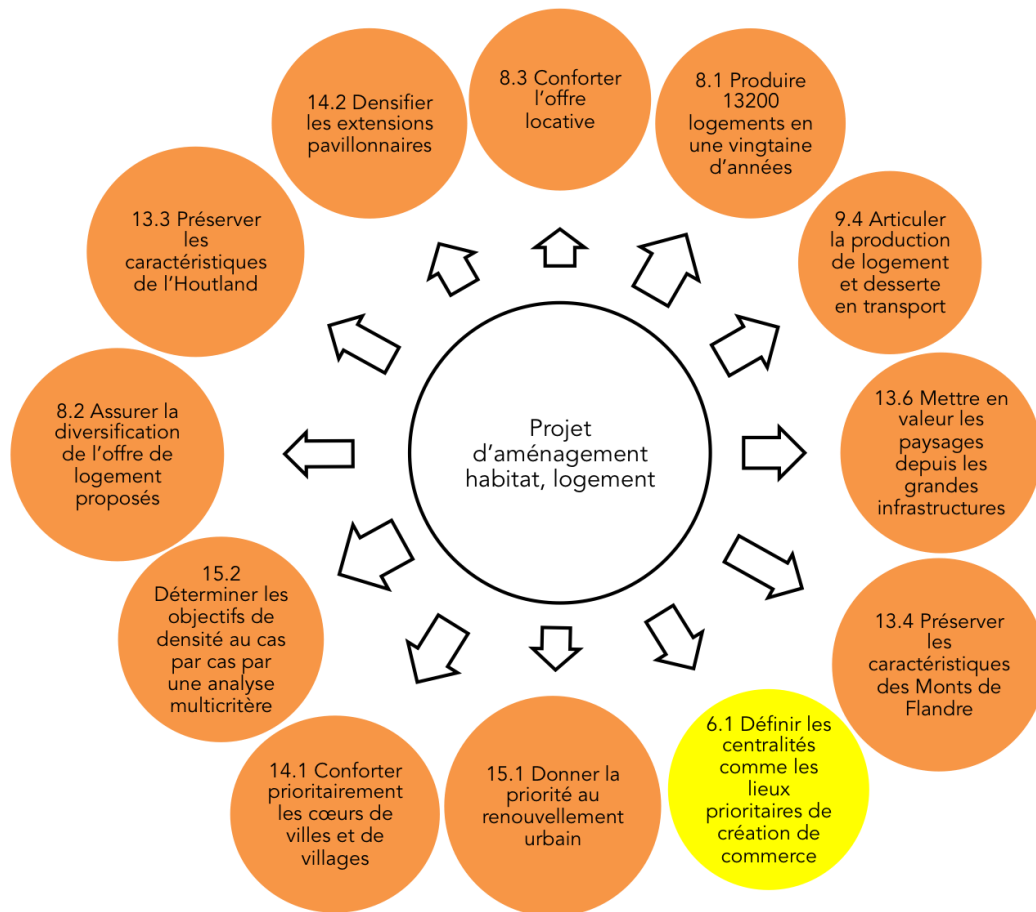 8.3 Conforter
l'offre
locative
8.1 Produire
13200
logements en
une vingtaine
d'années
9.4 Articuler
la production
de logement
et desserte
en transport
13.6 Mettre en
valeur les
paysages
depuis les
grandes
infrastructures
13.4 Préserver
les
caractéristiques
des Monts de
Flandre
6.1 Définir les
centralités
comme les
lieux
prioritaires de
création de
commerce
15.1 Donner la
priorité au
renouvellement
urbain
14.1 Conforter
prioritairement
les cœurs de
villes et de
villages
15.2
Déterminer les
objectifs de
densité au cas
par cas par
une analyse
multicritère
8.2 Assurer la
diversification
de l'offre de
logement
proposés
13.3 Préserver
les
caractéristiques
de l'Houtland
14.2 Densifier
les extensions
pavillonnaires
Projet
d'aménagement
habitat, logement